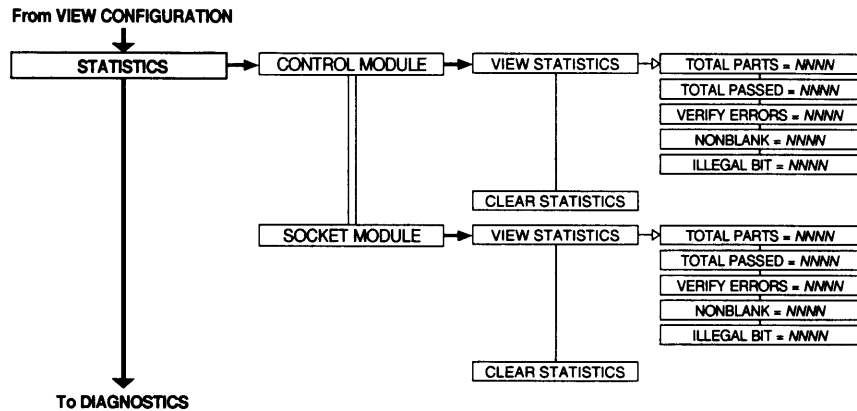 From VIEW CONFIGURATION
STATISTICS
CONTROL MODULE
VIEW STATISTICS
TOTAL PARTS = NNNN
TOTAL PASSED = NNNN
VERIFY ERRORS = NNNN
NONBLANK = NNNN
ILLEGAL BIT = NNNN
CLEAR STATISTICS
SOCKET MODULE
VIEW STATISTICS
TOTAL PARTS = NNNN
TOTAL PASSED = NNNN
VERIFY ERRORS = NNNN
NONBLANK = NNNN
ILLEGAL BIT = NNNN
CLEAR STATISTICS
To DIAGNOSTICS